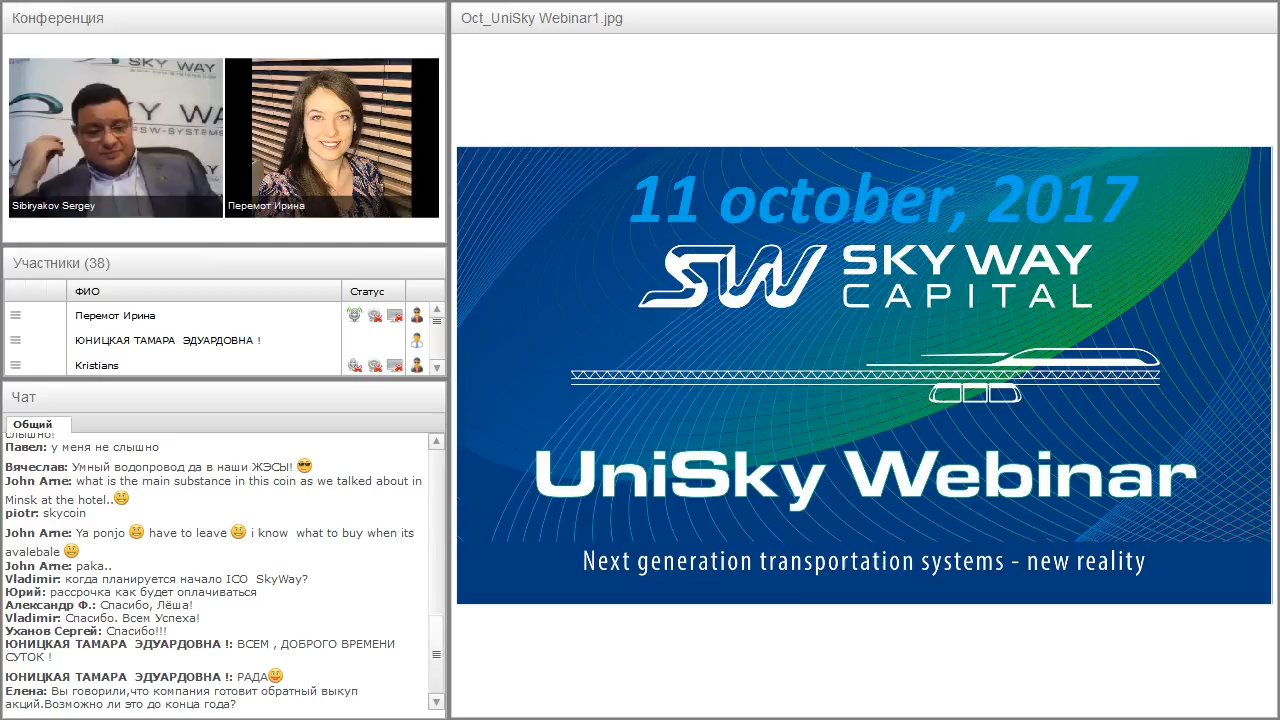 Конференция
SKY WAY
SKY WA
Sibiryakov Sergey
Перемот Ирина
Участники (38)
ФИО
Статус
Перемот Ирина
ЮНИЦКАЯ ТАМАРА ЭДУАРДОВНА !
Kristians
Чат
Общий
слышно!
Павел: у меня не слышно
Вячеслав: Умный водопровод да в наши ЖЭСЫ!
John Arne: what is the main substance in this coin as we talked about in
Minsk at the hotel..
piotr: skycoin
John Arne: Ya ponjo have to leave i know what to buy when its
avalebale
John Arne: paka..
Vladimir: когда планируется начало ICO SkyWay?
Юрий: рассрочка как будет оплачиваться
Александр Ф.: Спасибо, Лёша!
Vladimir: Спасибо. Всем Успеха!
Уханов Сергей: Спасибо!!!
ЮНИЦКАЯ ТАМАРА ЭДУАРДОВНА !: ВСЕМ , ДОБРОГО ВРЕМЕНИ
СУТОК !
ЮНИЦКАЯ ТАМАРА ЭДУАРДОВНА !: РАДА
Елена: Вы говорили,что компания готовит обратный выкуп
акций.Возможно ли это до конца года?
Oct_UniSky Webinar1.jpg
11 october, 2017
SW SKY WAY
CAPITAL
UniSky Webinar
Next generation transportation systems - new reality